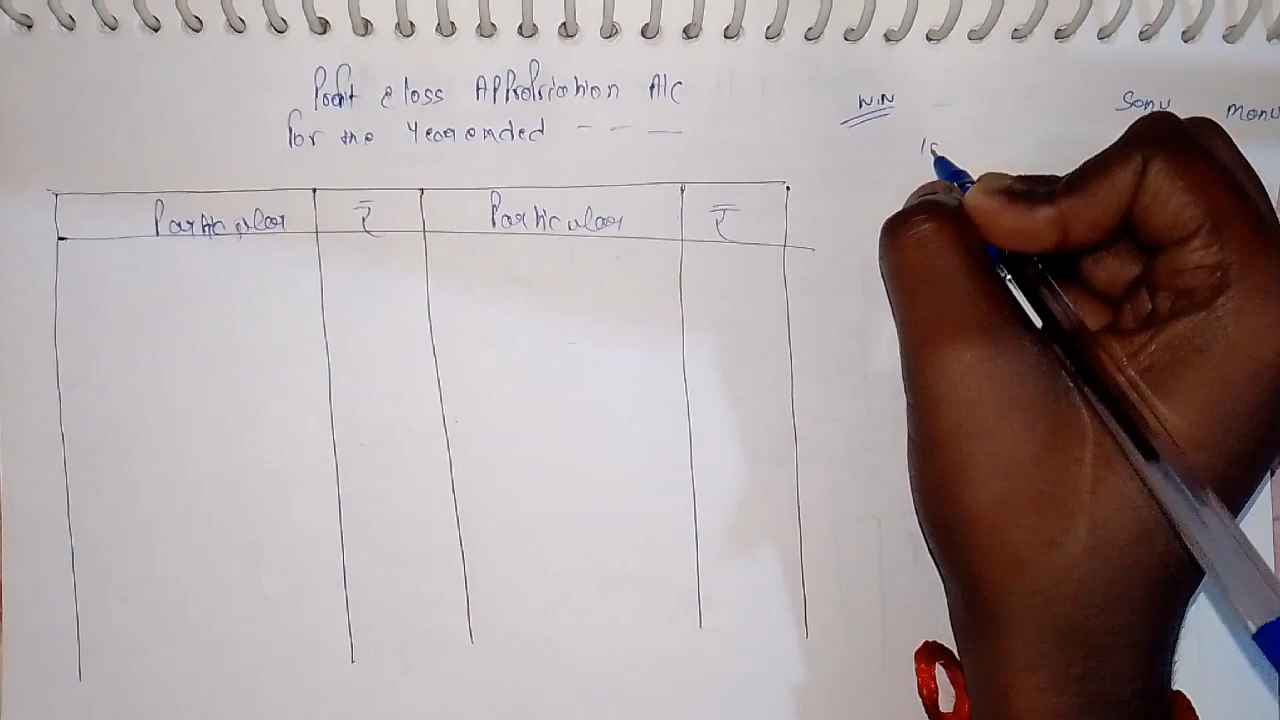 Profit & loss Appropriation A/c
for the Year ended - - -
Particular ₹ Particular ₹
W.N
Sonu Monu